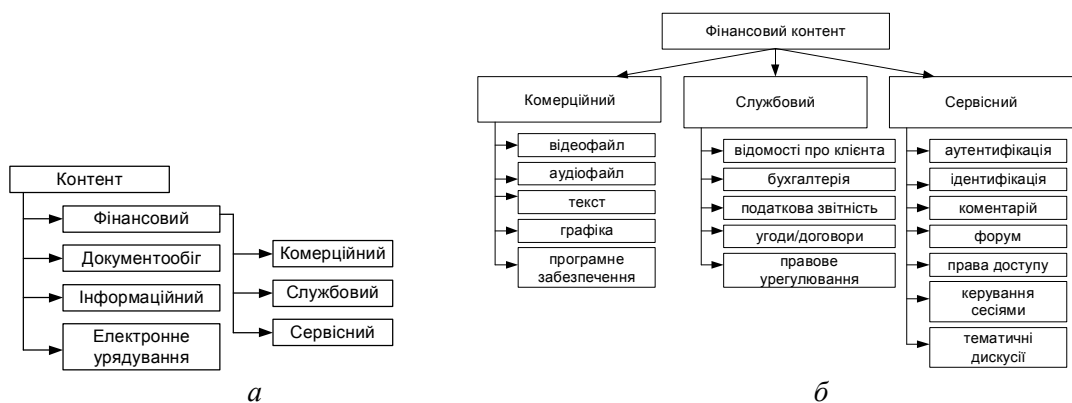 Контент
Фінансовий
Документообіг
Інформаційний
Електронне
урядування
Комерційний
Службовий
Сервісний
а
Фінансовий контент
Комерційний
відеофайл
аудіофайл
текст
графіка
програмне
забезпечення
Службовий
відомості про клієнта
бухгалтерія
податкова звітність
угоди/договори
правове
урегулювання
Сервісний
аутентифікація
ідентифікація
коментарій
форум
права доступу
керування
сесіями
тематичні
дискусії
б